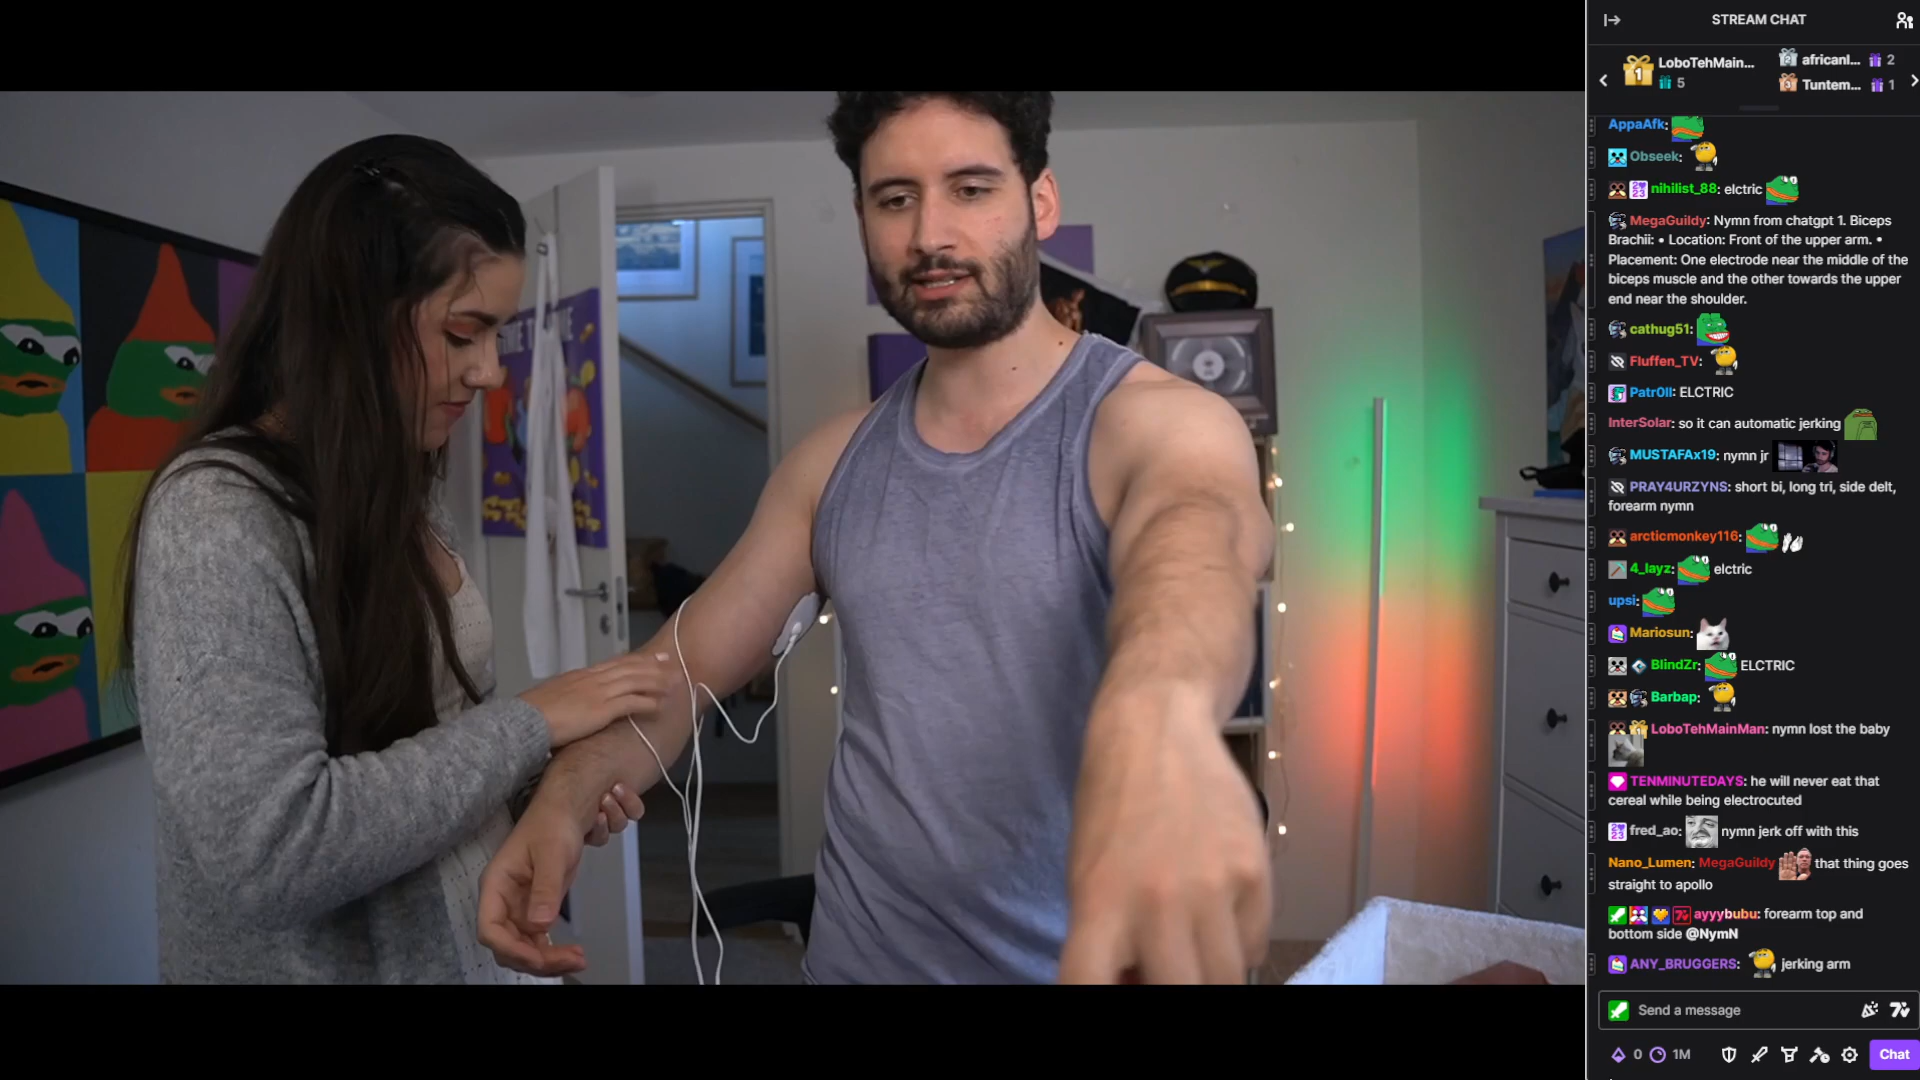 STREAM CHAT
LoboTehMain...
5
africanl... 2
Tuntem... 1
AppaAfk:
Obseek:
nihilist_88: elctric
MegaGuildy: Nymn from chatgpt 1. Biceps
Brachii: • Location: Front of the upper arm. •
Placement: One electrode near the middle of the
biceps muscle and the other towards the upper
end near the shoulder.
cathug51:
Fluffen_TV:
Patr0ll: ELCTRIC
InterSolar: so it can automatic jerking
MUSTAFAx19: nymn jr
PRAY4URZYNS: short bi, long tri, side delt,
forearm nymn
arcticmonkey116:
4_layz: elctric
upsi:
Mariosun:
BlindZr: ELCTRIC
Barbap:
LoboTehMainMan: nymn lost the baby
TENMINUTEDAYS: he will never eat that
cereal while being electrocuted
fred_ao: nymn jerk off with this
Nano_Lumen: MegaGuildy that thing goes
straight to apollo
ayyybubu: forearm top and
bottom side @NymN
ANY_BRUGGERS: jerking arm
Send a message
0 1M
Chat